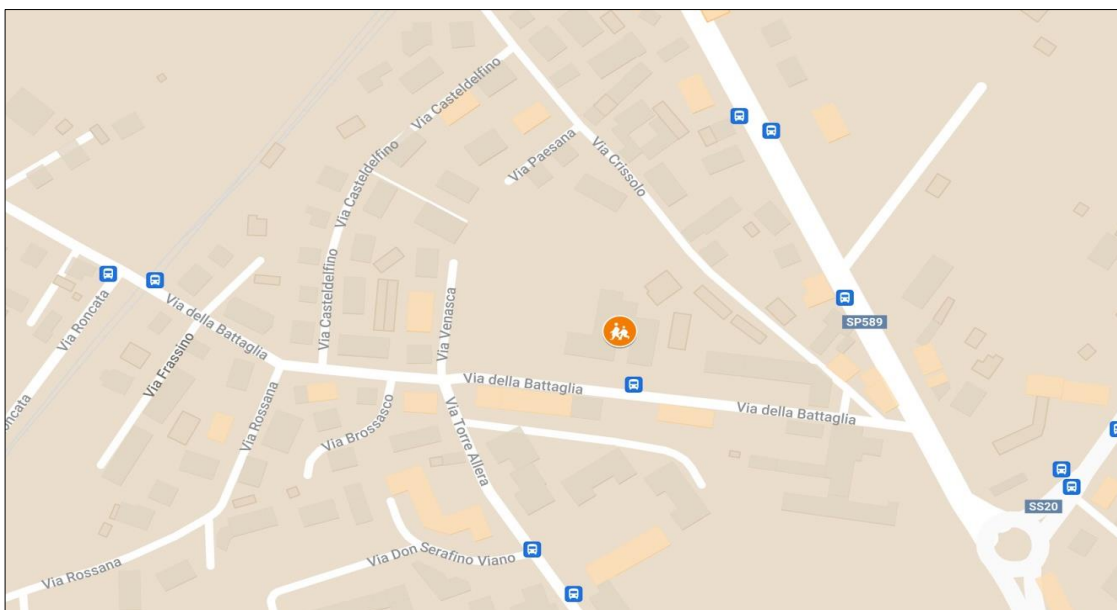 Via Casteldelfino
Via Casteldelfino
Via Casteldelfino
Via Paesana
Via Crissolo
Via Roncata
Via della Battaglia
Via Frassino
Via Venasca
SP589
Via della Battaglia
Via della Battaglia
Via Rossana
Via Brossasco
Via Torre Allera
SS20
Via Don Serafino Viano
Via Rossana